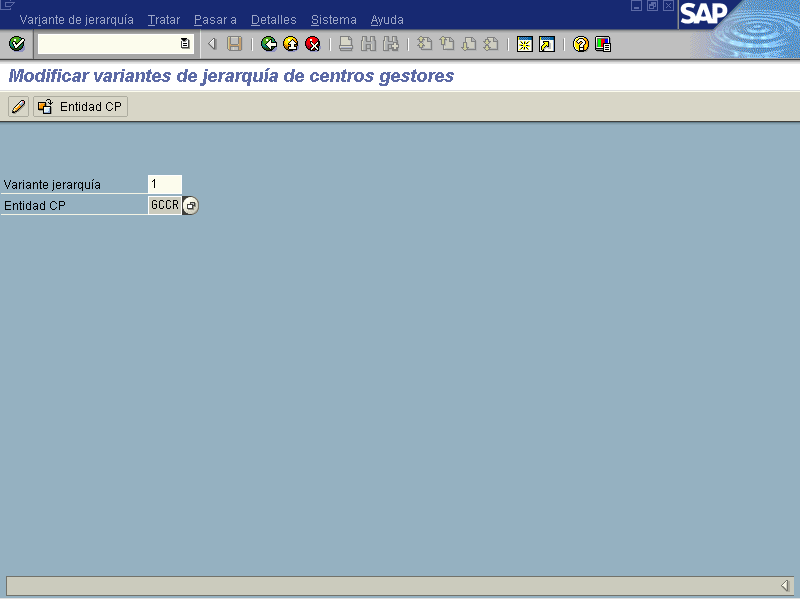 Variante de jerarquía Tratar Pasar a Detalles Sistema Ayuda
SAP
Modificar variantes de jerarquía de centros gestores
Entidad CP
Variante jerarquía 1
Entidad CP GCCR